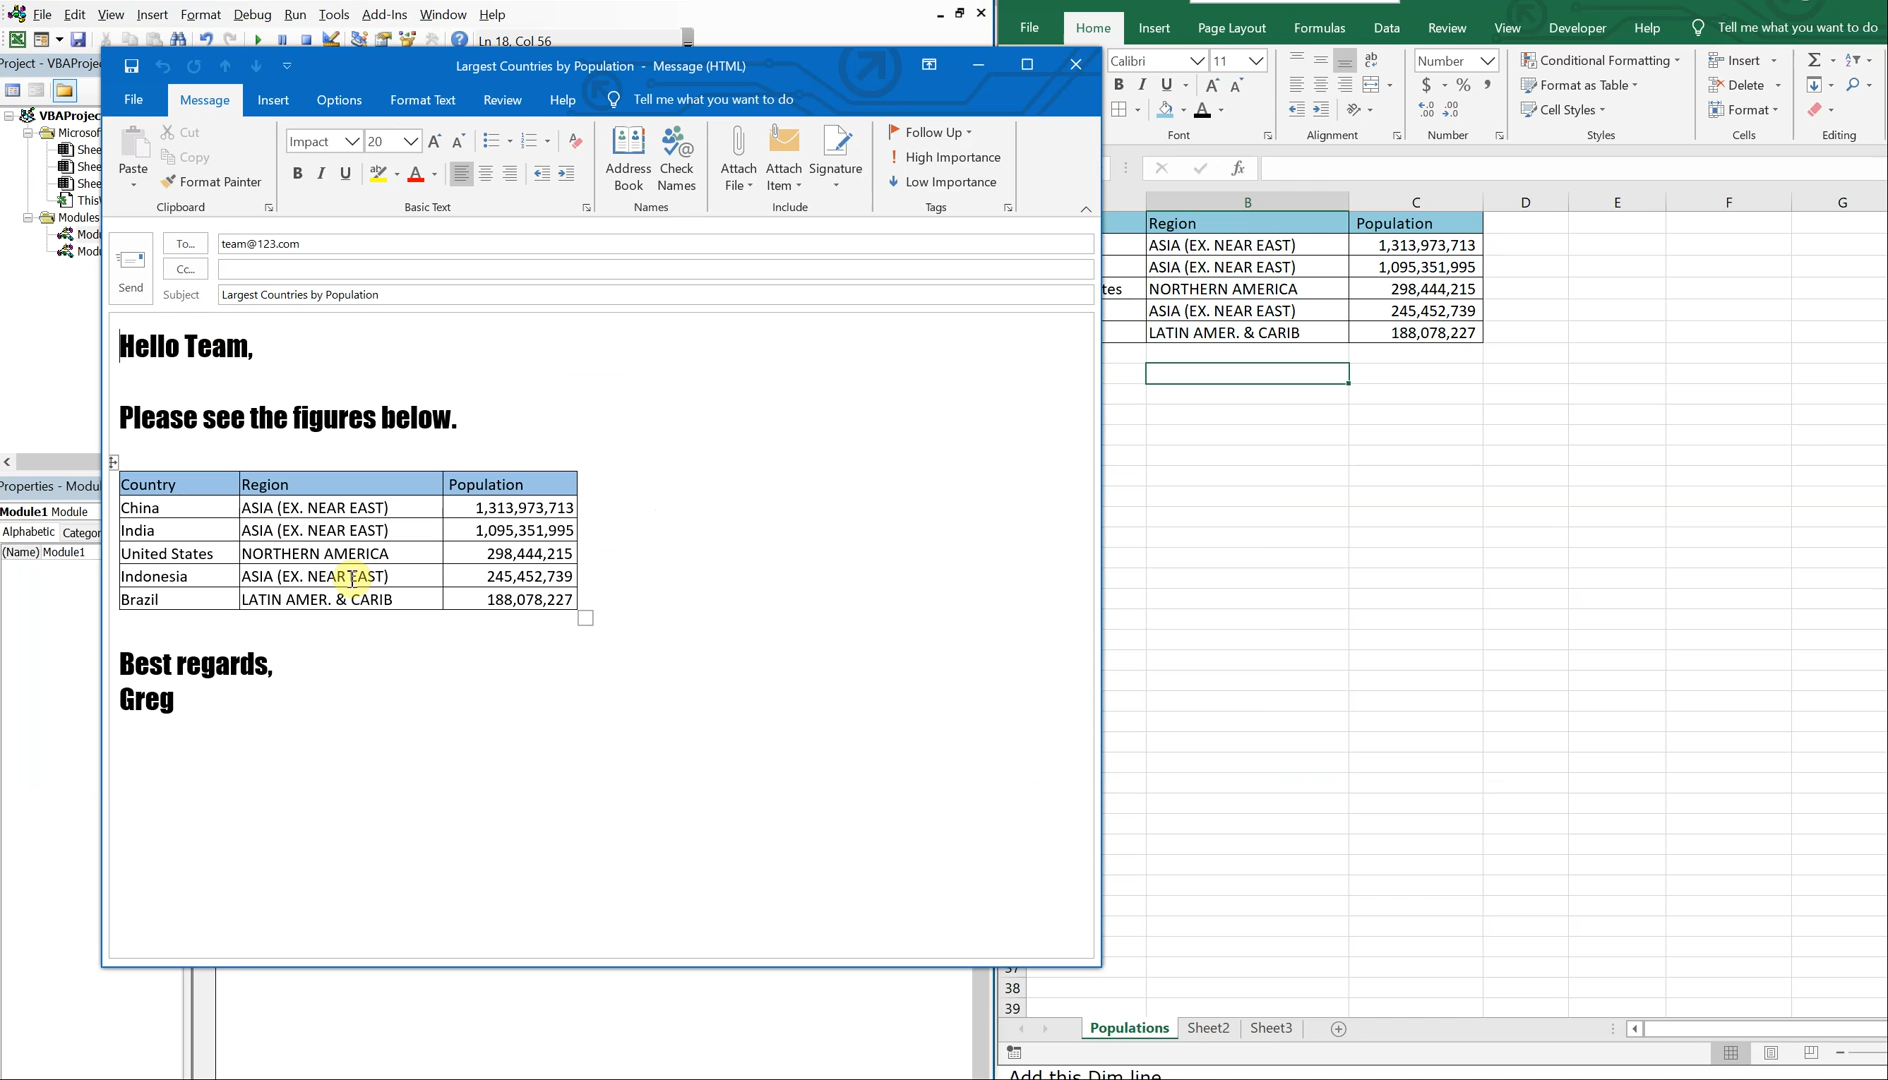 File Edit View Insert Format Debug Run Tools Add-Ins Window Help
Ln 18, Col 56
Project - VBAProje
VBAProjec
Microsof
Shee
Shee
Shee
ThisV
Modules
Modu
Modu
Properties - Modul
Module1 Module
Alphabetic Categor
(Name) Module1
Largest Countries by Population - Message (HTML)
File Message Insert Options Format Text Review Help Tell me what you want to do
Paste
Cut
Copy
Format Painter
Clipboard
Impact 20
B I U
Basic Text
Address Book
Check Names
Names
Attach File
Attach Item
Signature
Include
Follow Up
High Importance
Low Importance
Tags
Send
To... team@123.com
Cc...
Subject Largest Countries by Population
Hello Team,
Please see the figures below.
Country Region Population
China ASIA (EX. NEAR EAST) 1,313,973,713
India ASIA (EX. NEAR EAST) 1,095,351,995
United States NORTHERN AMERICA 298,444,215
Indonesia ASIA (EX. NEAR EAST) 245,452,739
Brazil LATIN AMER. & CARIB 188,078,227
Best regards,
Greg
File Home Insert Page Layout Formulas Data Review View Developer Help Tell me what you want to do
Calibri 11
B I U
Font
Alignment
Number
$ % ,
Number
Conditional Formatting
Format as Table
Cell Styles
Styles
Insert
Delete
Format
Cells
Editing
fx
B C D E F G
Region Population
ASIA (EX. NEAR EAST) 1,313,973,713
ASIA (EX. NEAR EAST) 1,095,351,995
tes NORTHERN AMERICA 298,444,215
ASIA (EX. NEAR EAST) 245,452,739
LATIN AMER. & CARIB 188,078,227
37
38
39
Populations Sheet2 Sheet3
Add this Dim line